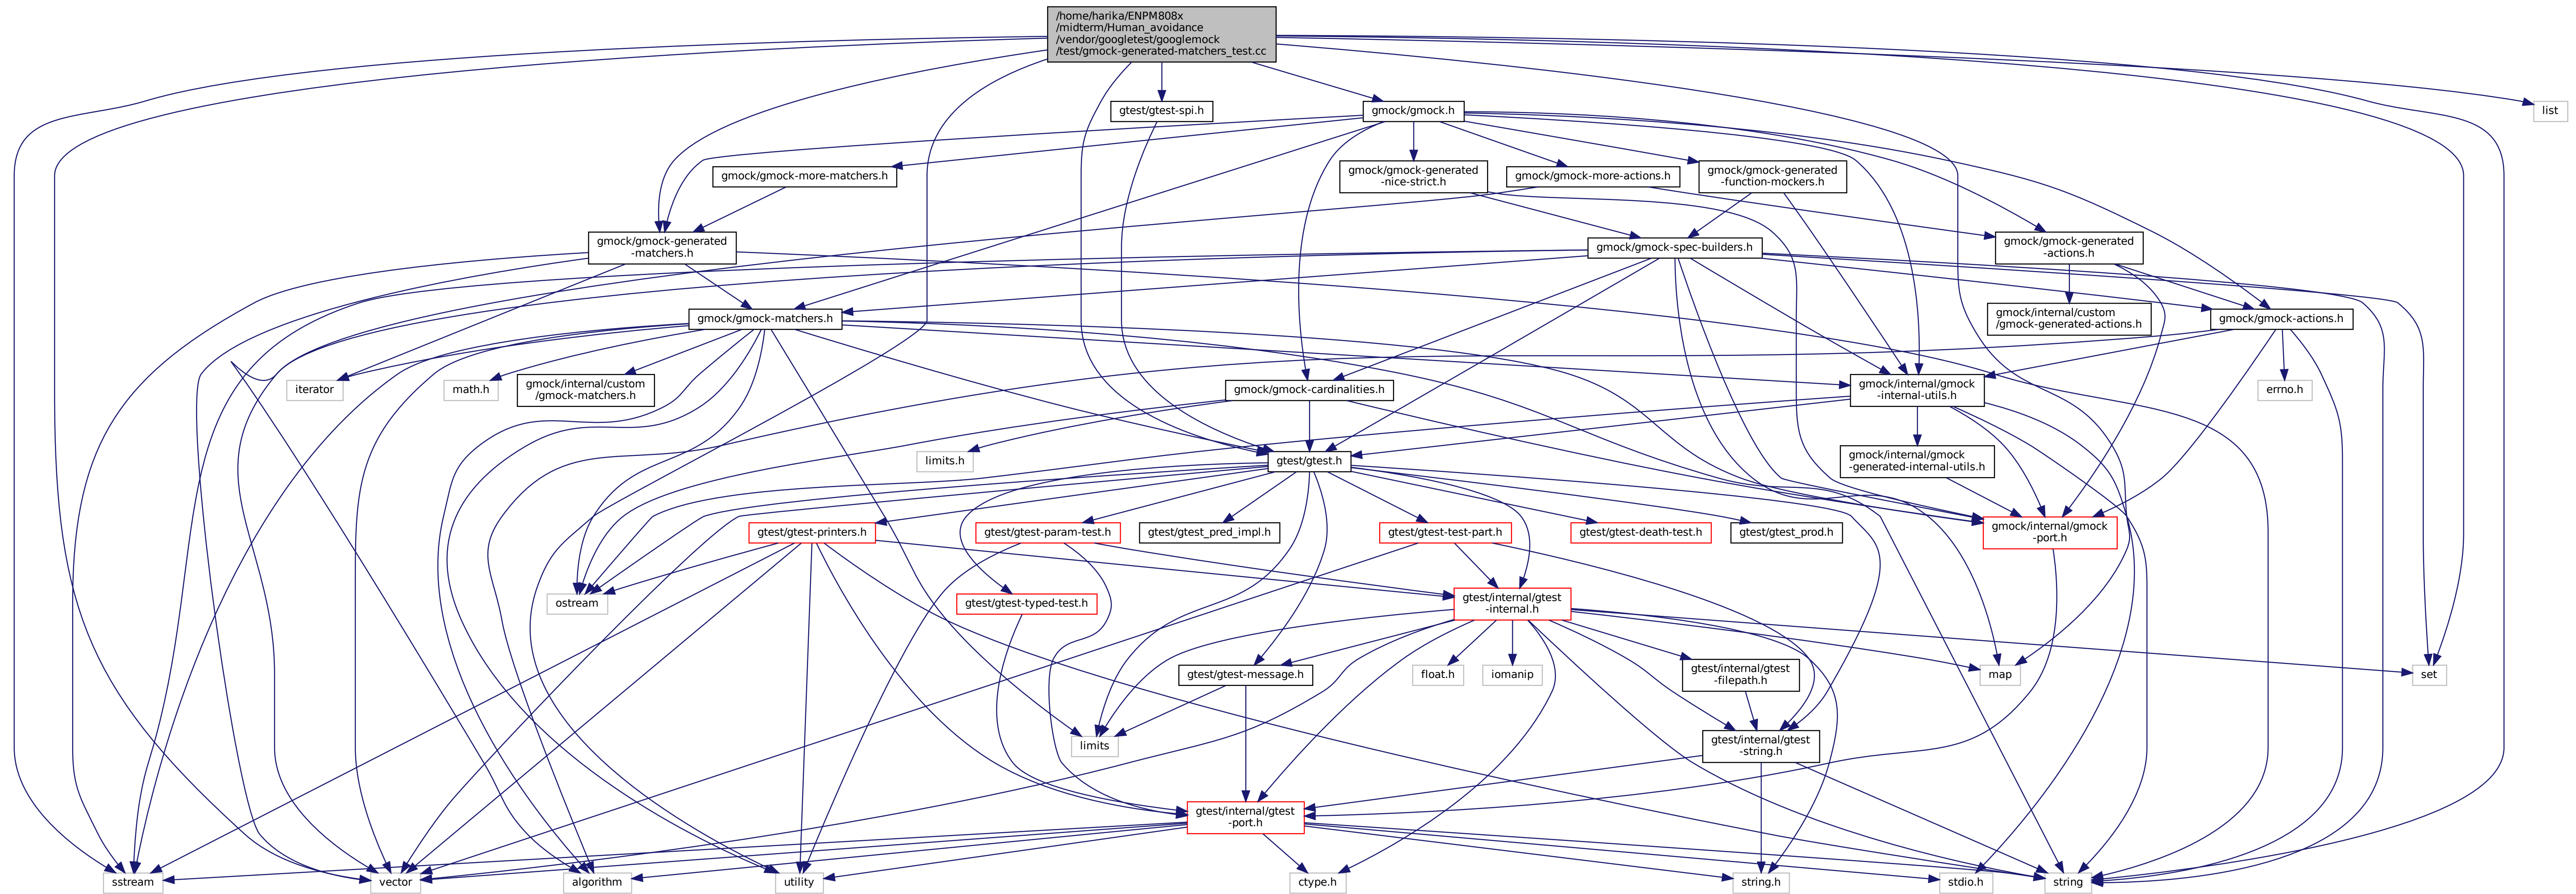 /home/harika/ENPM808x
/midterm/Human_avoidance
/vendor/googletest/googlemock
/test/gmock-generated-matchers_test.cc
gtest/gtest-spi.h
gmock/gmock.h
list
gmock/gmock-more-matchers.h
gmock/gmock-generated
-nice-strict.h
gmock/gmock-more-actions.h
gmock/gmock-generated
-function-mockers.h
gmock/gmock-generated
-matchers.h
gmock/gmock-spec-builders.h
gmock/gmock-generated
-actions.h
gmock/gmock-matchers.h
gmock/internal/custom
/gmock-generated-actions.h
gmock/gmock-actions.h
iterator
math.h
gmock/internal/custom
/gmock-matchers.h
gmock/gmock-cardinalities.h
gmock/internal/gmock
-internal-utils.h
errno.h
limits.h
gtest/gtest.h
gmock/internal/gmock
-generated-internal-utils.h
gtest/gtest-printers.h
gtest/gtest-param-test.h
gtest/gtest_pred_impl.h
gtest/gtest-test-part.h
gtest/gtest-death-test.h
gtest/gtest_prod.h
gmock/internal/gmock
-port.h
ostream
gtest/gtest-typed-test.h
gtest/internal/gtest
-internal.h
gtest/gtest-message.h
float.h
iomanip
gtest/internal/gtest
-filepath.h
map
set
limits
gtest/internal/gtest
-string.h
gtest/internal/gtest
-port.h
sstream
vector
algorithm
utility
ctype.h
string.h
stdio.h
string